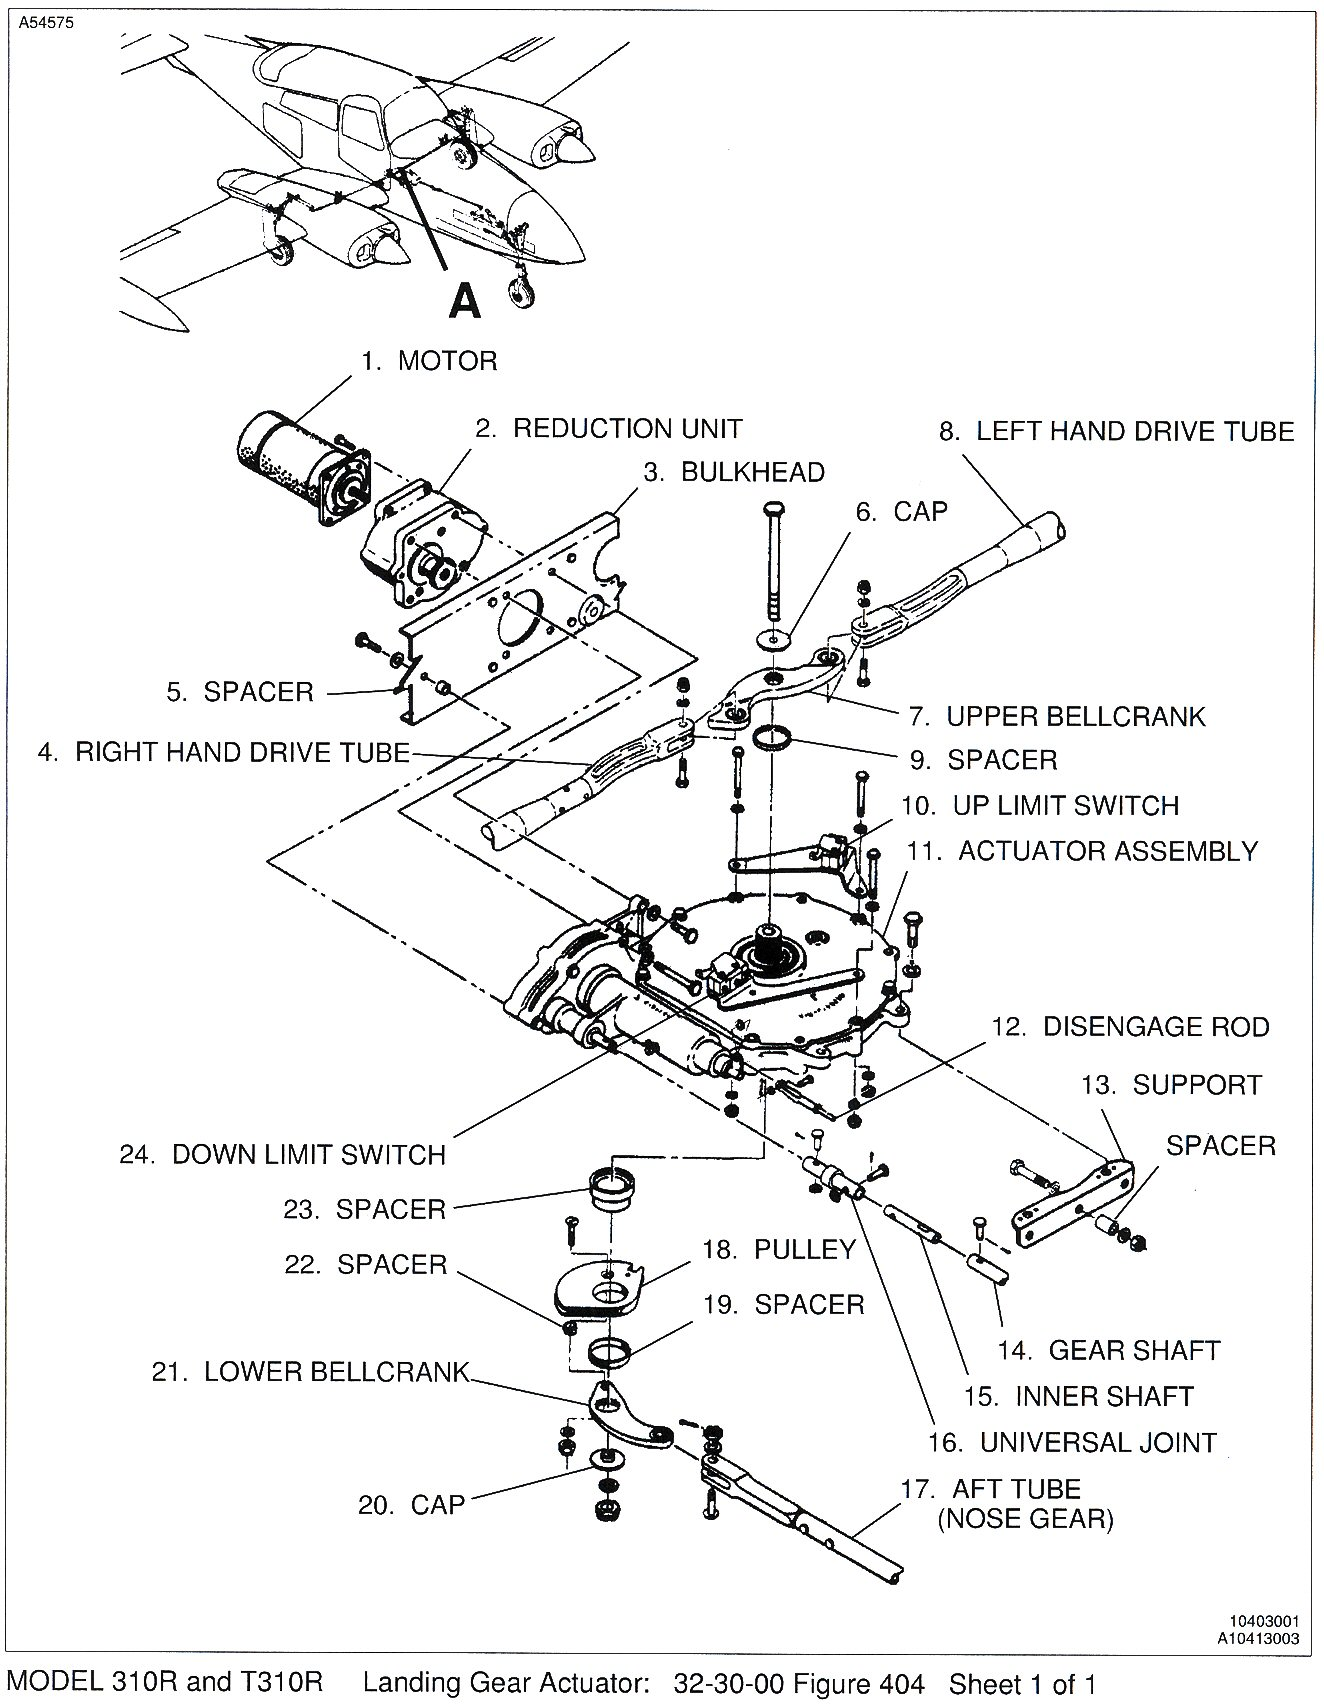 A54575
A
1. MOTOR
2. REDUCTION UNIT
8. LEFT HAND DRIVE TUBE
3. BULKHEAD
6. CAP
5. SPACER
7. UPPER BELLCRANK
4. RIGHT HAND DRIVE TUBE
9. SPACER
10. UP LIMIT SWITCH
11. ACTUATOR ASSEMBLY
12. DISENGAGE ROD
13. SUPPORT
SPACER
24. DOWN LIMIT SWITCH
23. SPACER
18. PULLEY
22. SPACER
19. SPACER
14. GEAR SHAFT
21. LOWER BELLCRANK
15. INNER SHAFT
16. UNIVERSAL JOINT
17. AFT TUBE
(NOSE GEAR)
20. CAP
10403001
A10413003
MODEL 310R and T310R Landing Gear Actuator: 32-30-00 Figure 404 Sheet 1 of 1